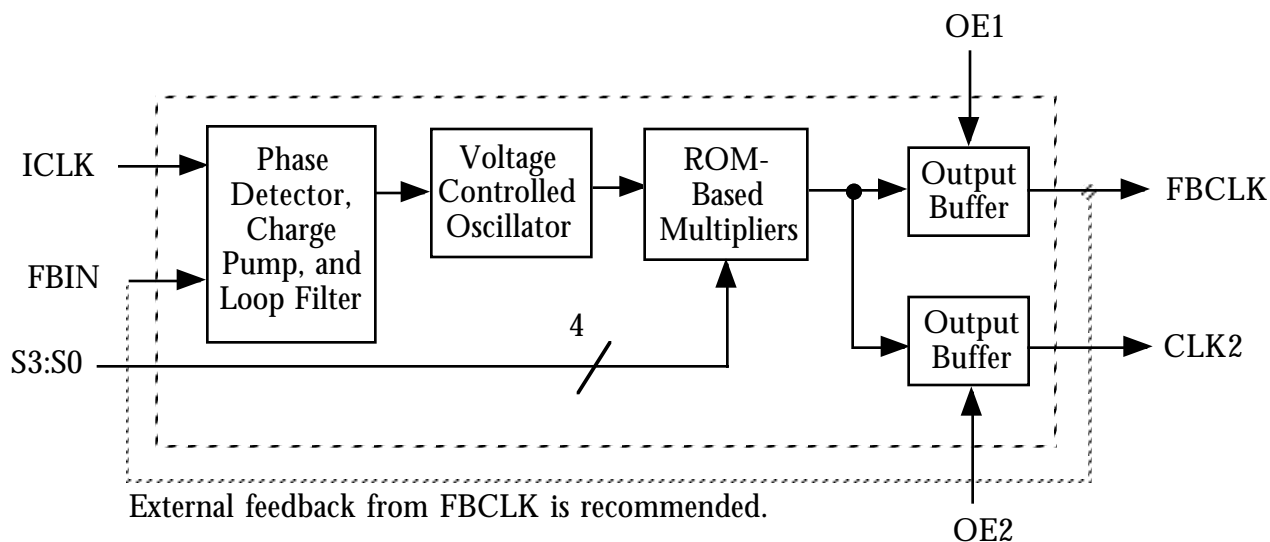 OE1
ICLK
FBIN
S3:S0
Phase
Detector,
Charge
Pump, and
Loop Filter
Voltage
Controlled
Oscillator
ROM-
Based
Multipliers
4
Output
Buffer
FBCLK
Output
Buffer
CLK2
External feedback from FBCLK is recommended.
OE2